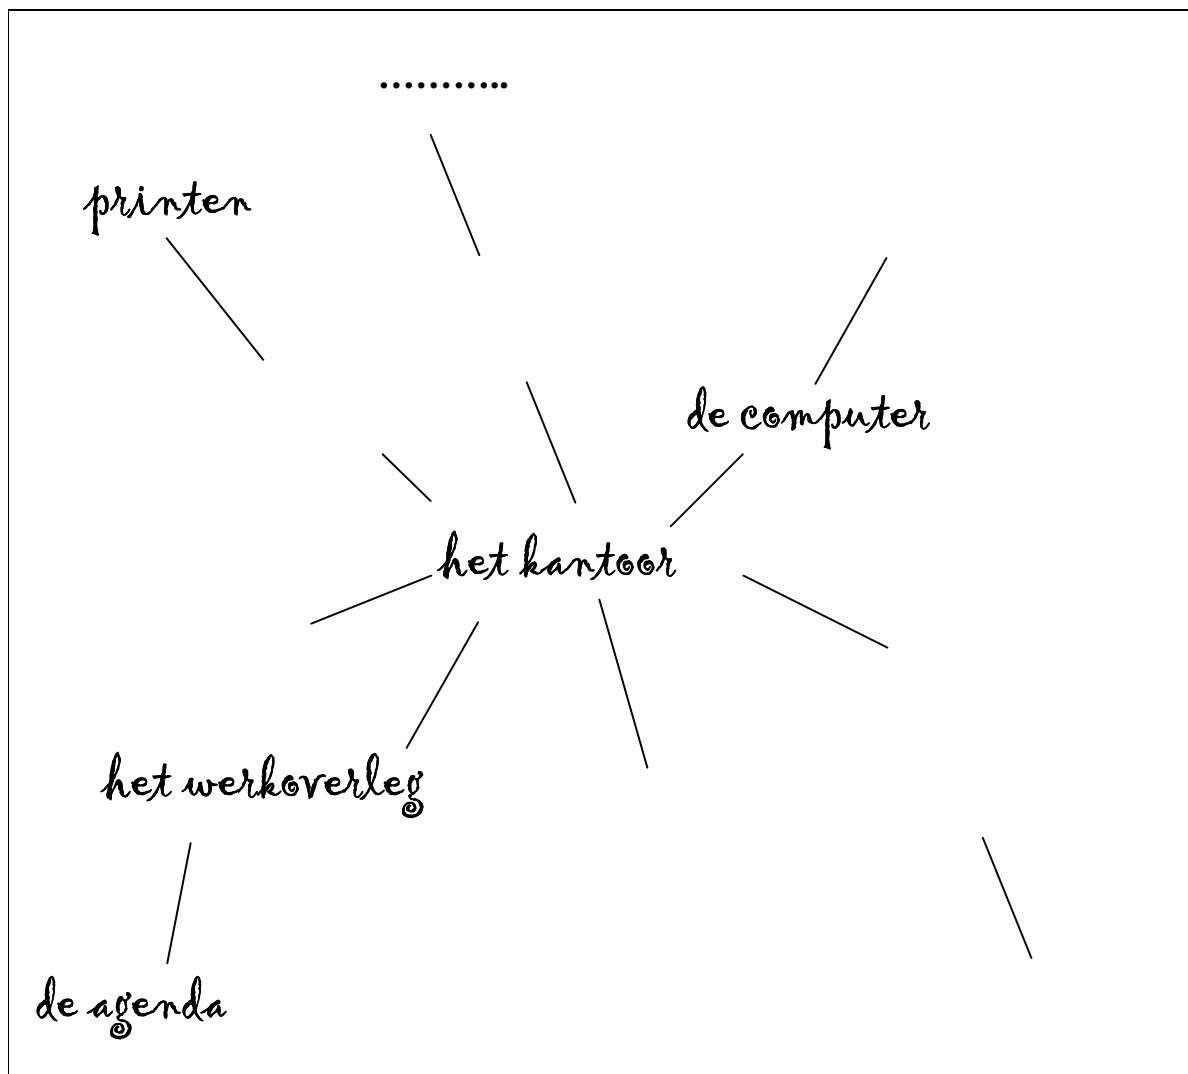 ...........
printen
de computer
het kantoor
het werkoverleg
de agenda